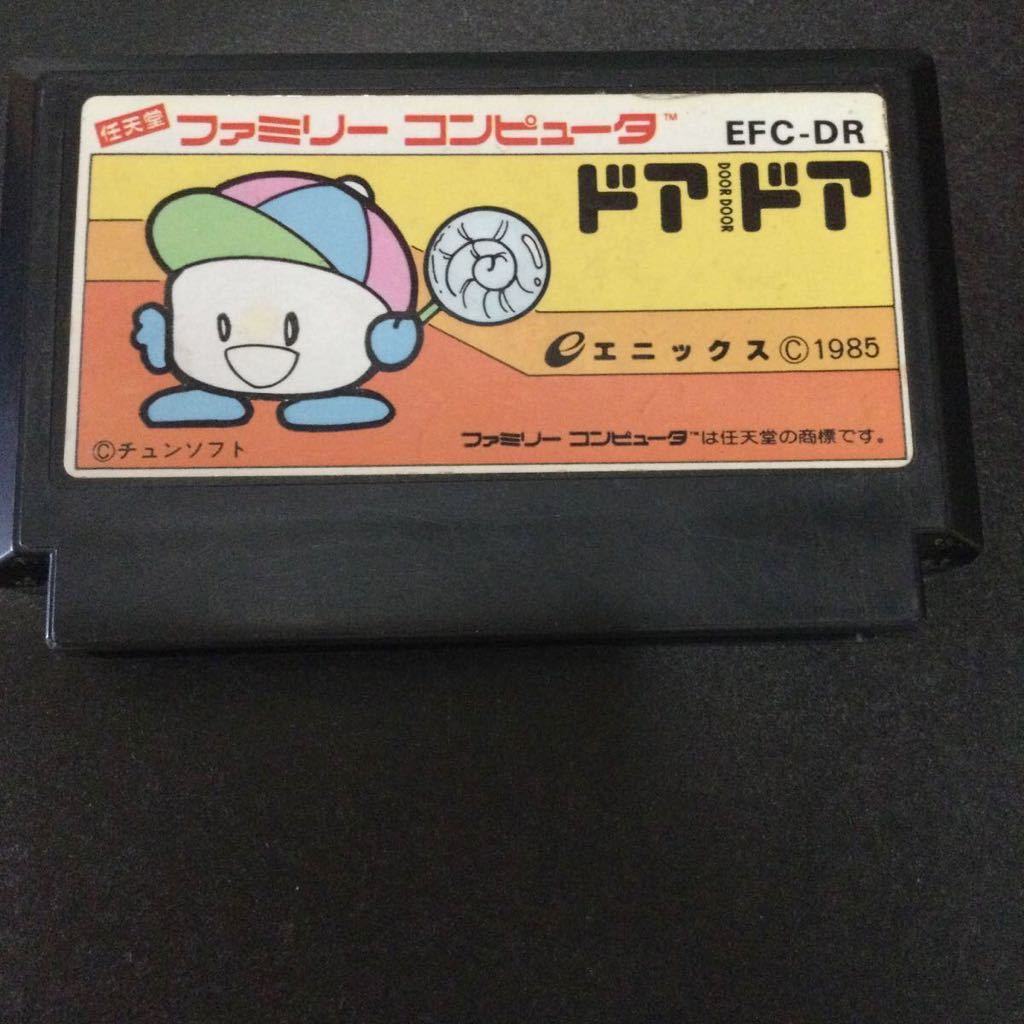 任天堂 ファミリー コンピュータ™ EFC-DR
ドア DOOR DOOR ドア
e エニックス ©1985
©チュンソフト
ファミリー コンピュータ™は任天堂の商標です。